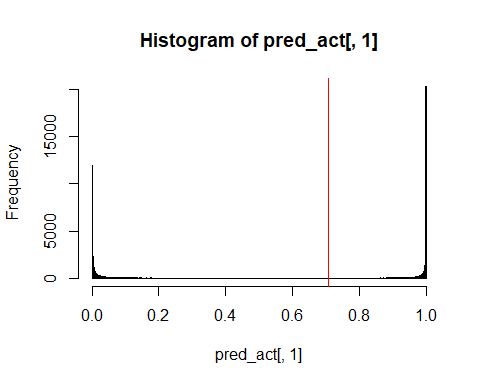 Histogram of pred_act[, 1]
Frequency
15000
5000
0
0.0 0.2 0.4 0.6 0.8 1.0
pred_act[, 1]